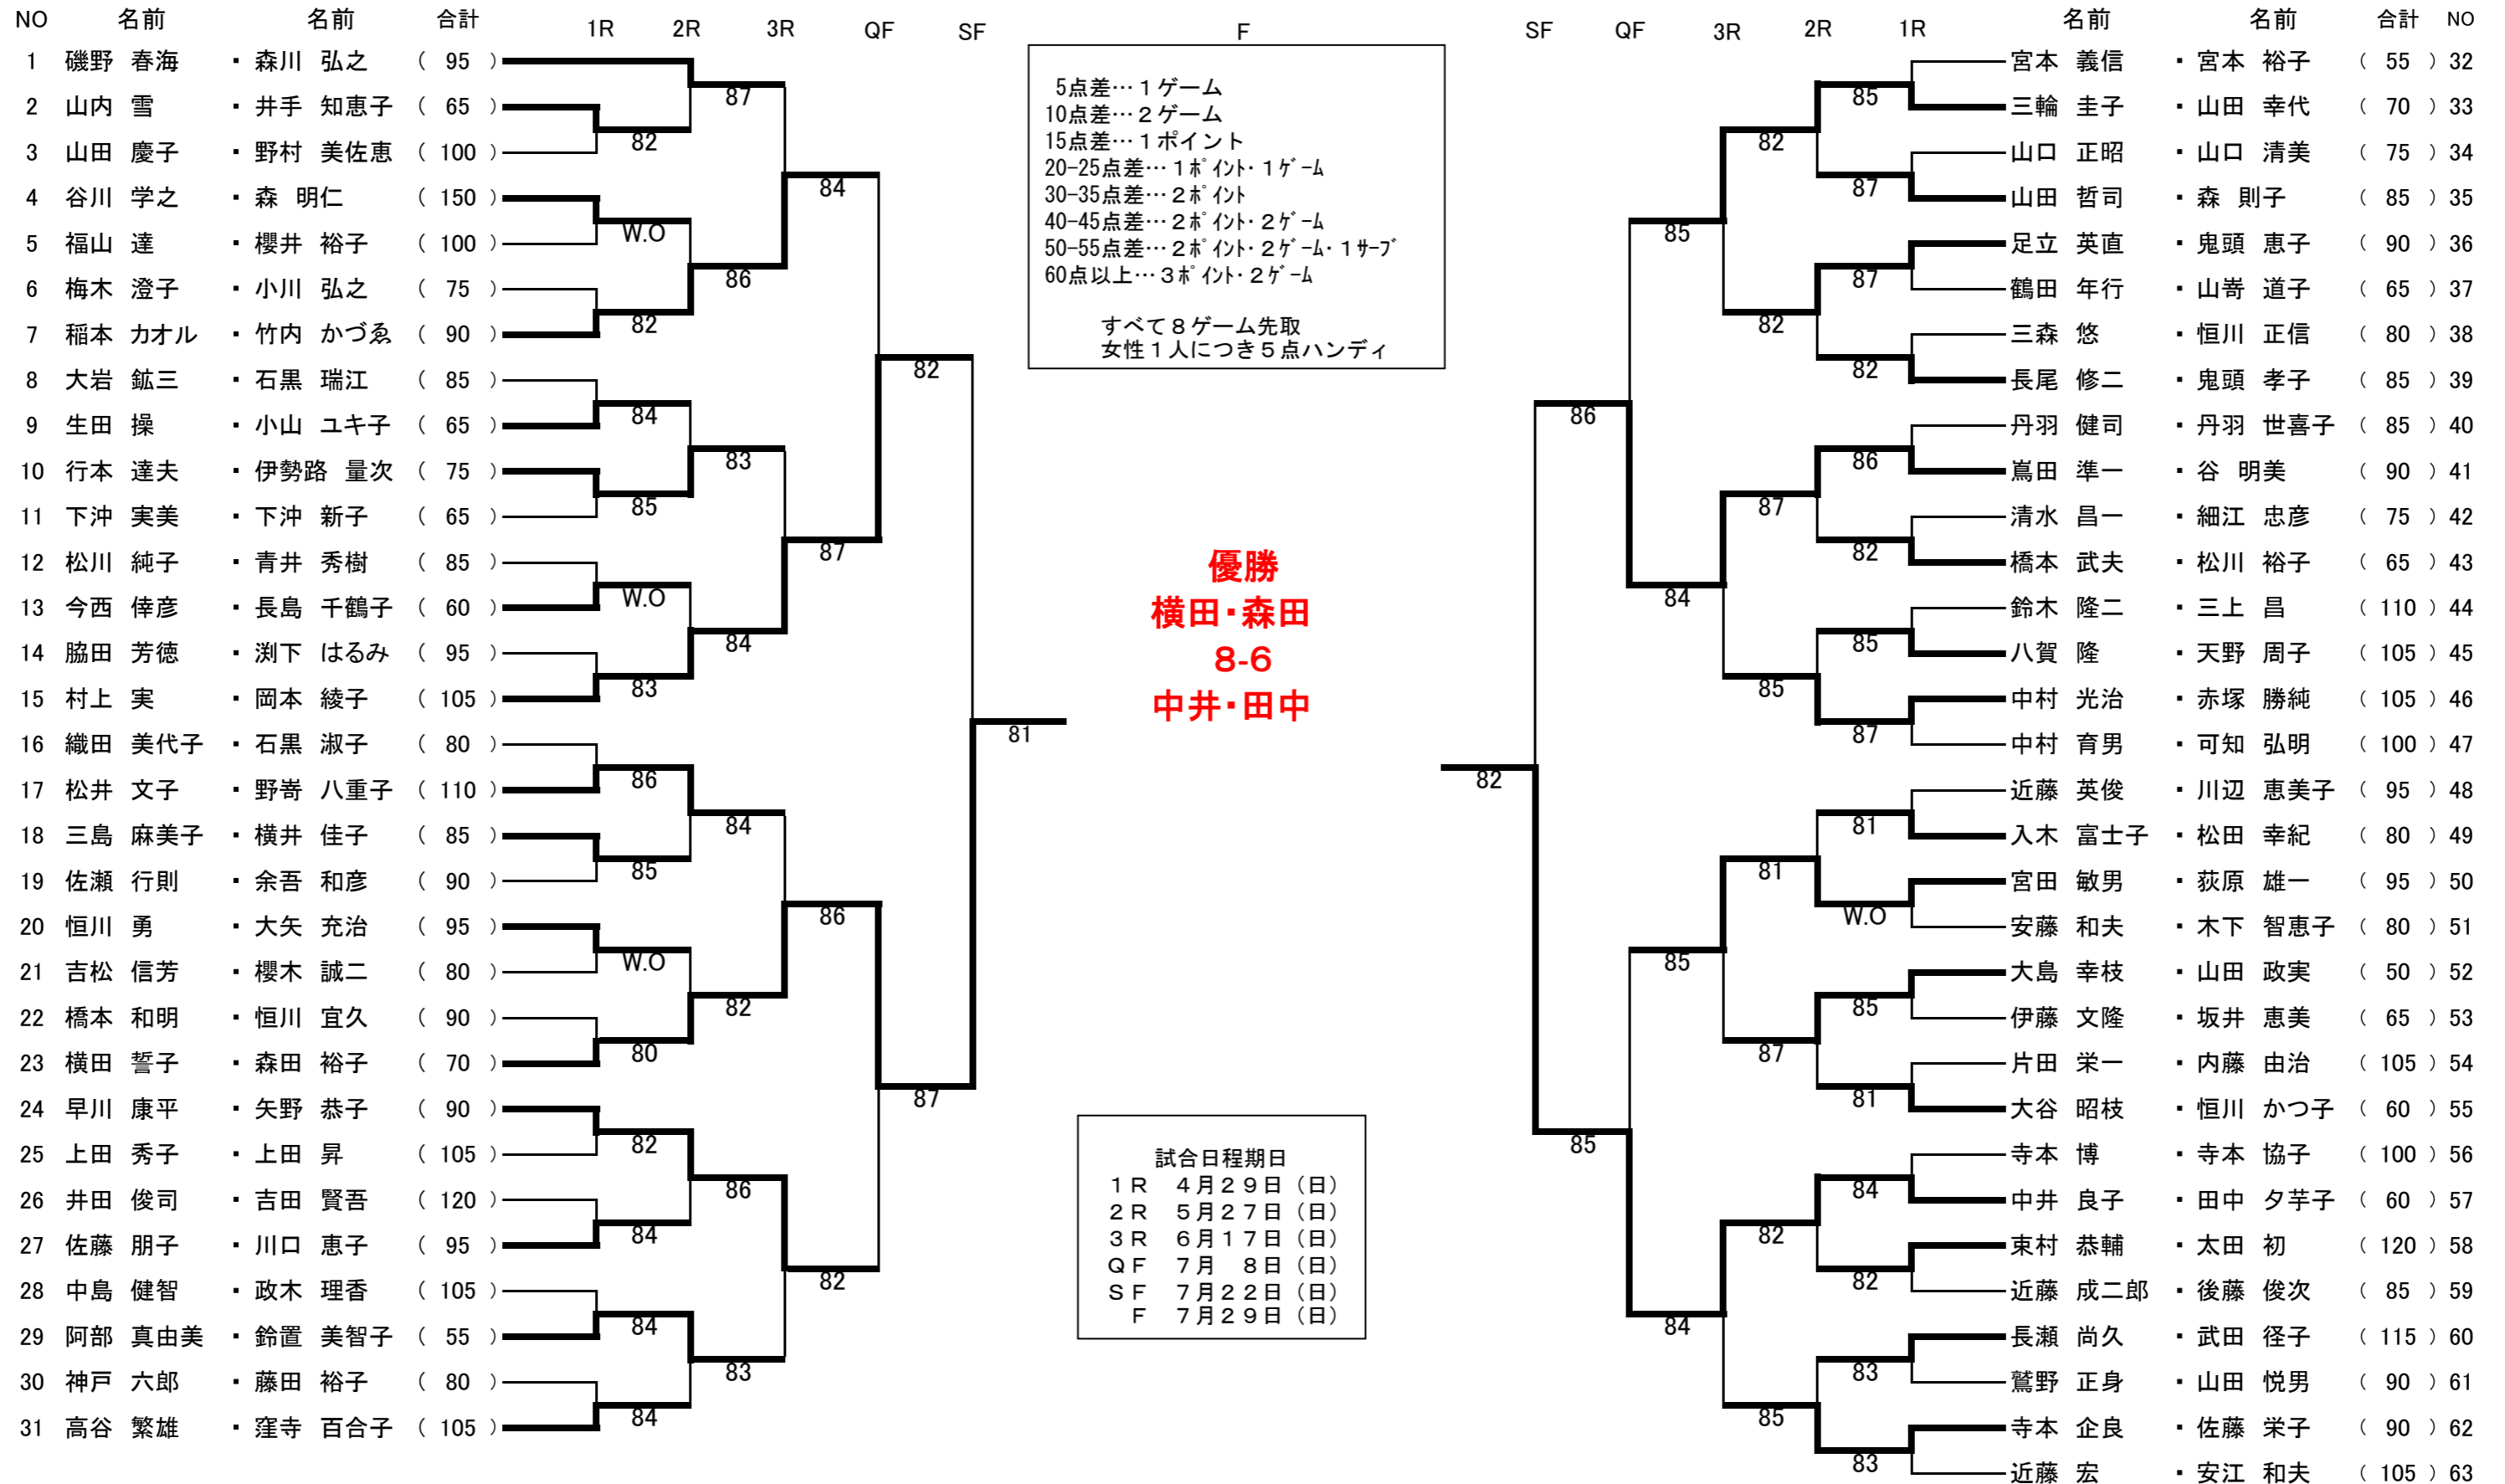 NO 名前 名前 合計 1R 2R 3R QF SF F SF QF 3R 2R 1R 名前 名前 合計 NO
1 磯野 春海 ・ 森川 弘之 ( 95 )
2 山内 雪 ・ 井手 知恵子 ( 65 )
3 山田 慶子 ・ 野村 美佐恵 ( 100 )
4 谷川 学之 ・ 森 明仁 ( 150 )
5 福山 達 ・ 櫻井 裕子 ( 100 )
6 梅木 澄子 ・ 小川 弘之 ( 75 )
7 稲本 カオル ・ 竹内 かづゑ ( 90 )
8 大岩 鉱三 ・ 石黒 瑞江 ( 85 )
9 生田 操 ・ 小山 ユキ子 ( 65 )
10 行本 達夫 ・ 伊勢路 量次 ( 75 )
11 下沖 実美 ・ 下沖 新子 ( 65 )
12 松川 純子 ・ 青井 秀樹 ( 85 )
13 今西 倖彦 ・ 長島 千鶴子 ( 60 )
14 脇田 芳徳 ・ 渕下 はるみ ( 95 )
15 村上 実 ・ 岡本 綾子 ( 105 )
16 織田 美代子 ・ 石黒 淑子 ( 80 )
17 松井 文子 ・ 野嵜 八重子 ( 110 )
18 三島 麻美子 ・ 横井 佳子 ( 85 )
19 佐瀬 行則 ・ 余吾 和彦 ( 90 )
20 恒川 勇 ・ 大矢 充治 ( 95 )
21 吉松 信芳 ・ 櫻木 誠二 ( 80 )
22 橋本 和明 ・ 恒川 宜久 ( 90 )
23 横田 誓子 ・ 森田 裕子 ( 70 )
24 早川 康平 ・ 矢野 恭子 ( 90 )
25 上田 秀子 ・ 上田 昇 ( 105 )
26 井田 俊司 ・ 吉田 賢吾 ( 120 )
27 佐藤 朋子 ・ 川口 恵子 ( 95 )
28 中島 健智 ・ 政木 理香 ( 105 )
29 阿部 真由美 ・ 鈴置 美智子 ( 55 )
30 神戸 六郎 ・ 藤田 裕子 ( 80 )
31 高谷 繁雄 ・ 窪寺 百合子 ( 105 )
82
W.O
82
84
85
W.O
83
86
85
W.O
80
82
84
84
84
87
86
83
84
84
82
86
83
84
87
86
82
82
87
81
5点差…１ゲーム
10点差…２ゲーム
15点差…１ポイント
20-25点差…１ﾎﾟｲﾝﾄ・１ｹﾞｰﾑ
30-35点差…２ﾎﾟｲﾝﾄ
40-45点差…２ﾎﾟｲﾝﾄ・２ｹﾞｰﾑ
50-55点差…２ﾎﾟｲﾝﾄ・２ｹﾞｰﾑ・１ｻｰﾌﾞ
60点以上…３ﾎﾟｲﾝﾄ・２ｹﾞｰﾑ
すべて８ゲーム先取
女性１人につき５点ハンディ
優勝
横田・森田
８-６
中井・田中
試合日程期日
１Ｒ ４月２９日（日）
２Ｒ ５月２７日（日）
３Ｒ ６月１７日（日）
ＱＦ ７月 ８日（日）
ＳＦ ７月２２日（日）
Ｆ ７月２９日（日）
82
86
85
85
84
85
84
82
82
87
85
81
87
82
85
85
87
87
82
86
82
85
87
81
W.O
85
81
84
82
83
83
宮本 義信 ・ 宮本 裕子 ( 55 ) 32
三輪 圭子 ・ 山田 幸代 ( 70 ) 33
山口 正昭 ・ 山口 清美 ( 75 ) 34
山田 哲司 ・ 森 則子 ( 85 ) 35
足立 英直 ・ 鬼頭 恵子 ( 90 ) 36
鶴田 年行 ・ 山嵜 道子 ( 65 ) 37
三森 悠 ・ 恒川 正信 ( 80 ) 38
長尾 修二 ・ 鬼頭 孝子 ( 85 ) 39
丹羽 健司 ・ 丹羽 世喜子 ( 85 ) 40
嶌田 準一 ・ 谷 明美 ( 90 ) 41
清水 昌一 ・ 細江 忠彦 ( 75 ) 42
橋本 武夫 ・ 松川 裕子 ( 65 ) 43
鈴木 隆二 ・ 三上 昌 ( 110 ) 44
八賀 隆 ・ 天野 周子 ( 105 ) 45
中村 光治 ・ 赤塚 勝純 ( 105 ) 46
中村 育男 ・ 可知 弘明 ( 100 ) 47
近藤 英俊 ・ 川辺 恵美子 ( 95 ) 48
入木 富士子 ・ 松田 幸紀 ( 80 ) 49
宮田 敏男 ・ 荻原 雄一 ( 95 ) 50
安藤 和夫 ・ 木下 智恵子 ( 80 ) 51
大島 幸枝 ・ 山田 政実 ( 50 ) 52
伊藤 文隆 ・ 坂井 恵美 ( 65 ) 53
片田 栄一 ・ 内藤 由治 ( 105 ) 54
大谷 昭枝 ・ 恒川 かつ子 ( 60 ) 55
寺本 博 ・ 寺本 協子 ( 100 ) 56
中井 良子 ・ 田中 夕芋子 ( 60 ) 57
東村 恭輔 ・ 太田 初 ( 120 ) 58
近藤 成二郎 ・ 後藤 俊次 ( 85 ) 59
長瀬 尚久 ・ 武田 径子 ( 115 ) 60
鷲野 正身 ・ 山田 悦男 ( 90 ) 61
寺本 企良 ・ 佐藤 栄子 ( 90 ) 62
近藤 宏 ・ 安江 和夫 ( 105 ) 63